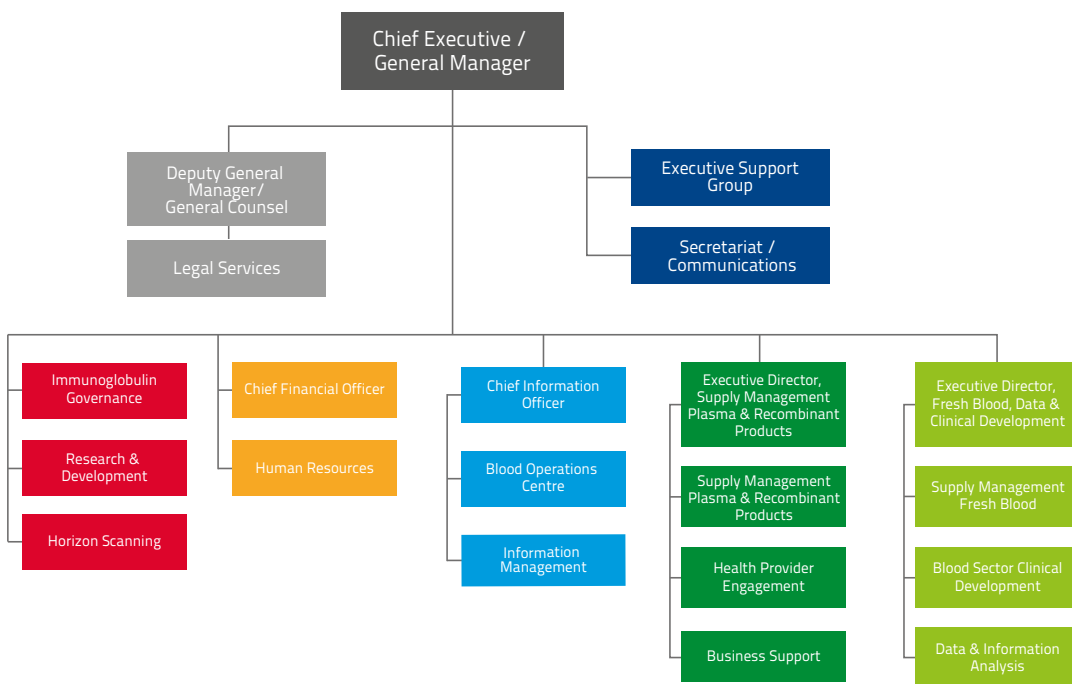 Chief Executive /
General Manager
Deputy General
Manager/
General Counsel
Legal Services
Executive Support
Group
Secretariat /
Communications
Immunoglobulin
Governance
Research &
Development
Horizon Scanning
Chief Financial Officer
Human Resources
Chief Information
Officer
Blood Operations
Centre
Information
Management
Executive Director,
Supply Management
Plasma & Recombinant
Products
Supply Management
Plasma & Recombinant
Products
Health Provider
Engagement
Business Support
Executive Director,
Fresh Blood, Data &
Clinical Development
Supply Management
Fresh Blood
Blood Sector Clinical
Development
Data & Information
Analysis